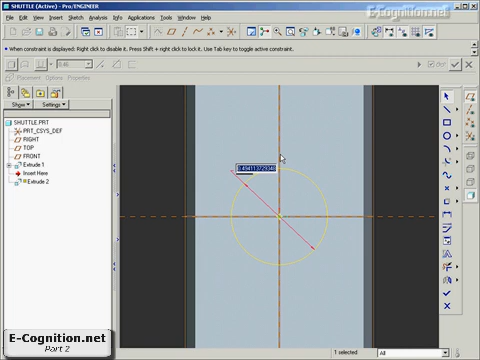 SHUTTLE (Active) - Pro/ENGINEER
E-Cognition.net
File Edit View Insert Sketch Info Applications Tools Window Help
• When constraint is displayed: Right click to disable it. Press Shift + right click to lock it. Use Tab key to toggle active constraint.
0.46
Placement Options Properties
Show Settings
SHUTTLE.PRT
PRT_CSYS_DEF
RIGHT
TOP
FRONT
Extrude 1
Insert Here
Extrude 2
E-Cognition.net
Part 2
1 selected
All